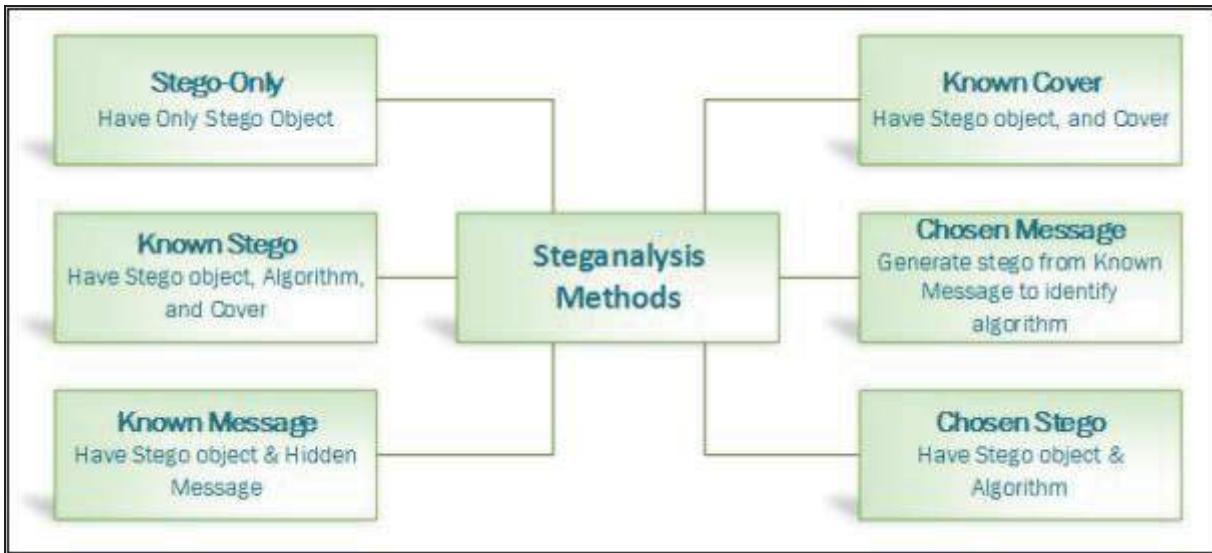 Stego-Only
Have Only Stego Object
Known Stego
Have Stego object, Algorithm,
and Cover
Known Message
Have Stego object & Hidden
Message
Steganalysis
Methods
Known Cover
Have Stego object, and Cover
Chosen Message
Generate stego from Known
Message to identify
algorithm
Chosen Stego
Have Stego object &
Algorithm